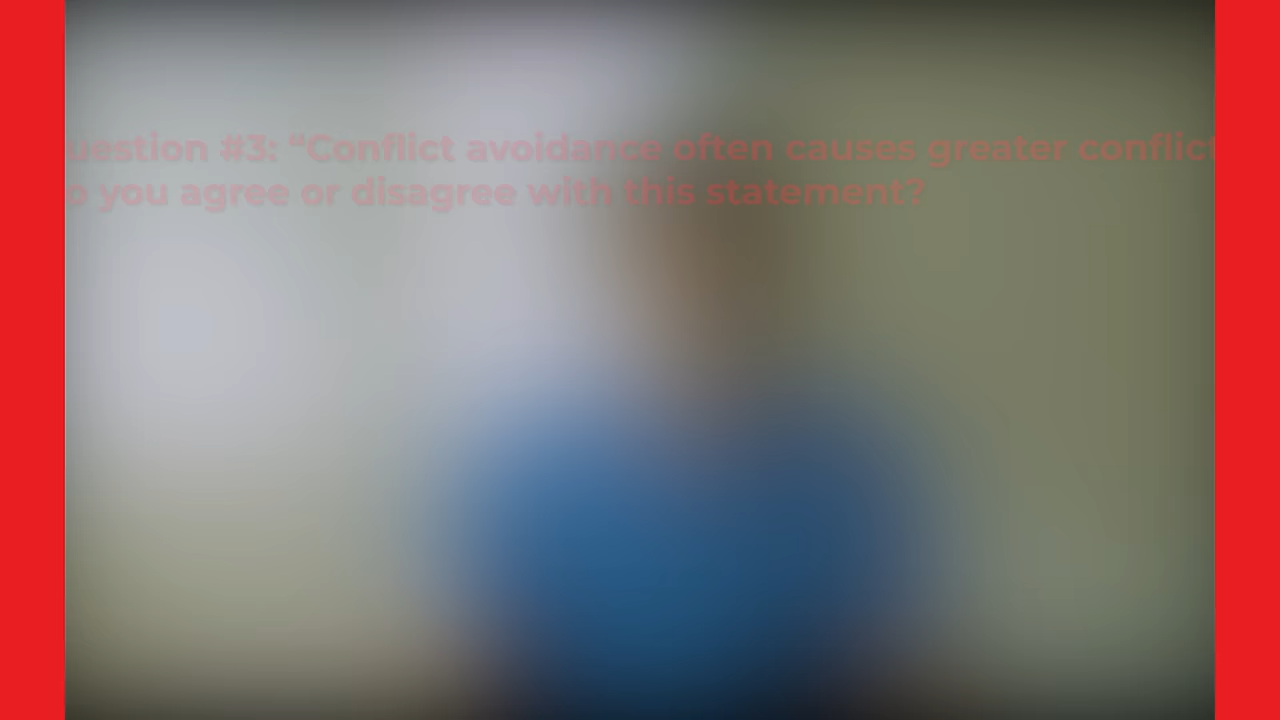 uestion #3: “Conflict avoidance often causes greater conflict
o you agree or disagree with this statement?